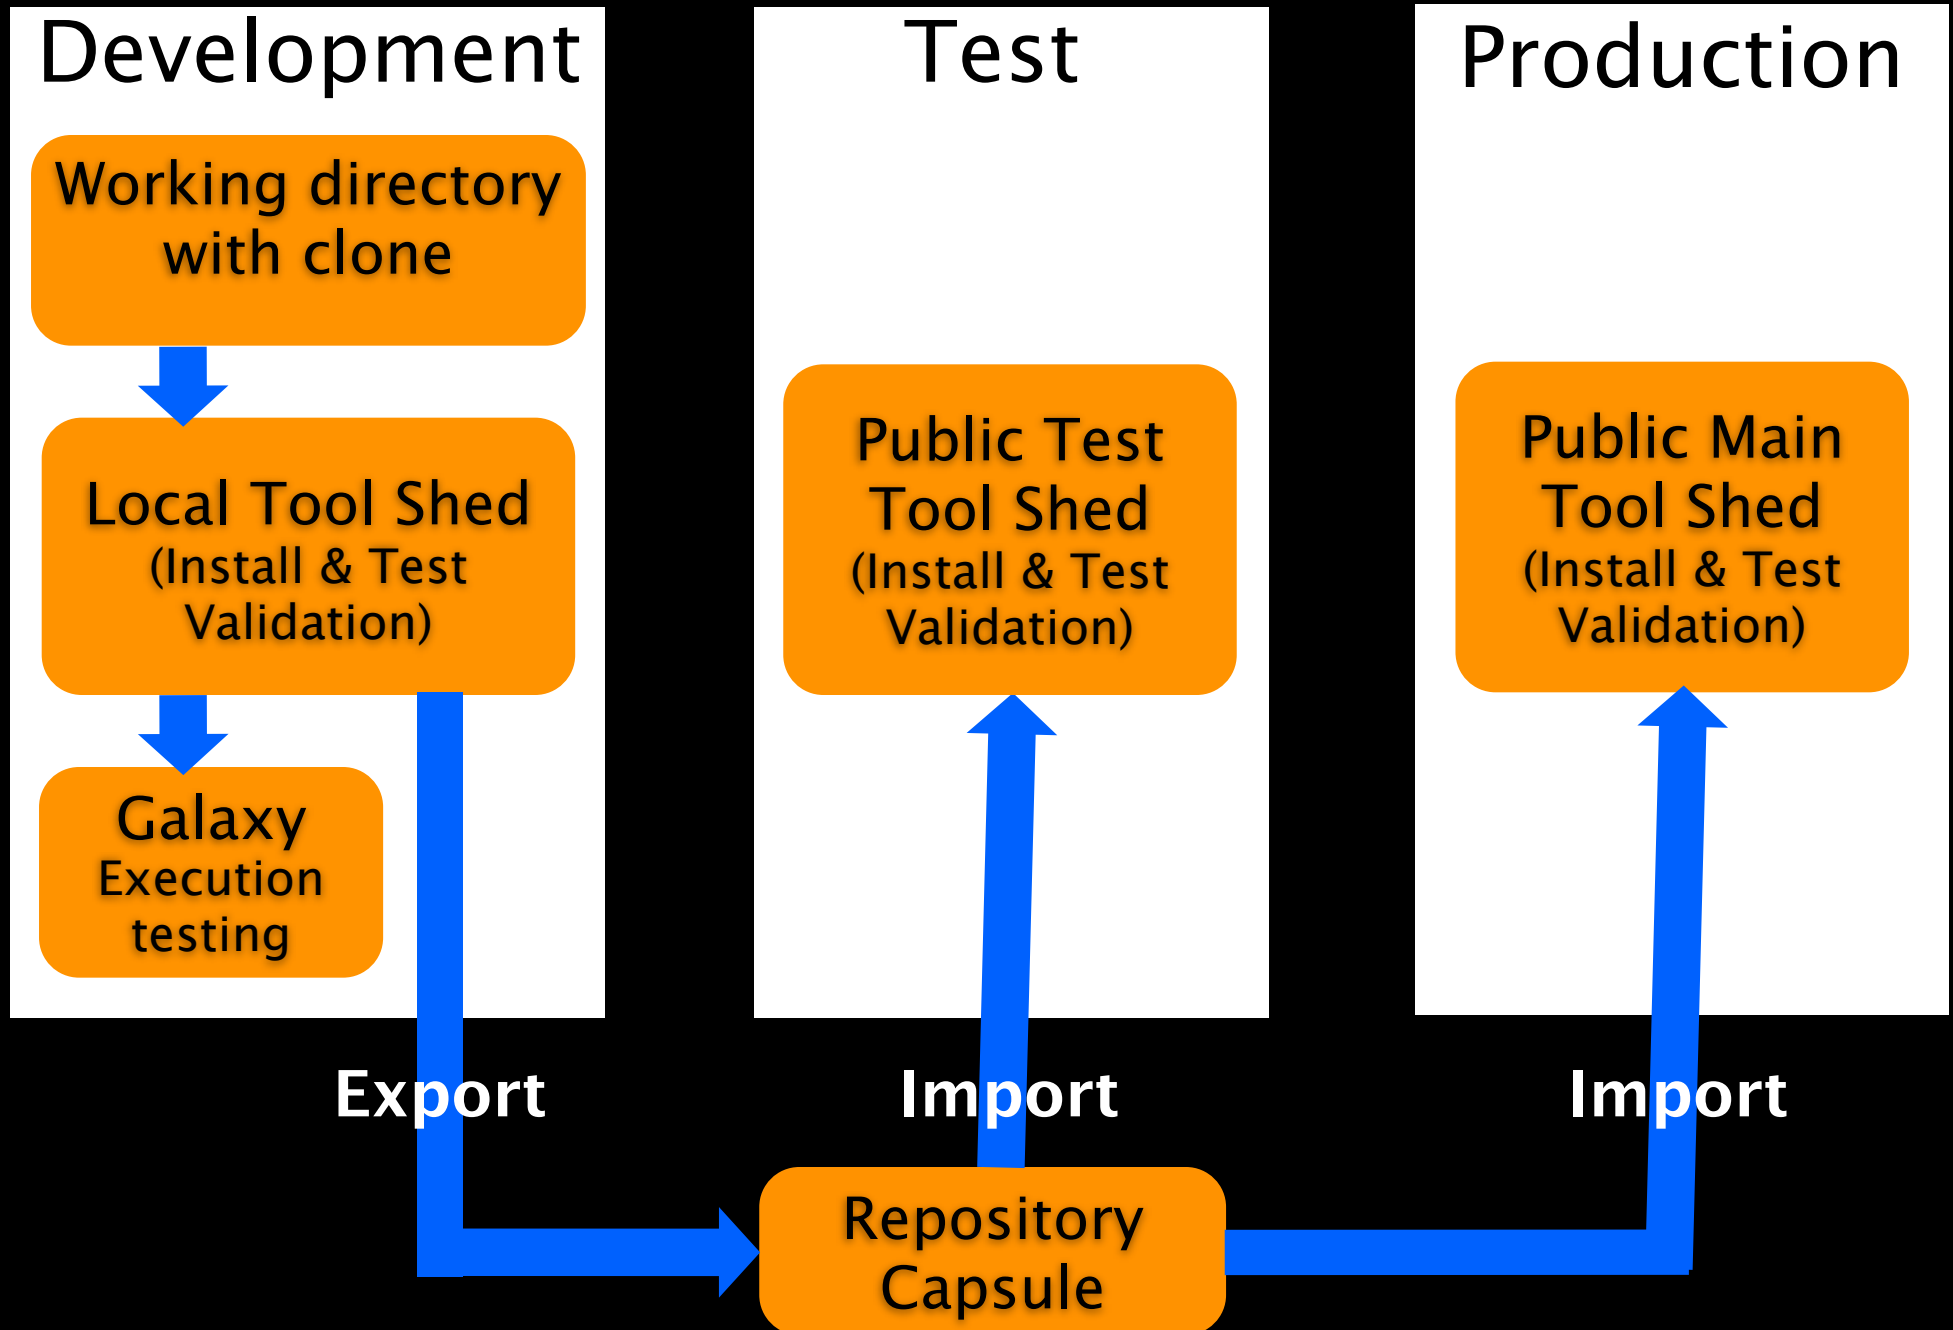 Development
Working directory
with clone
Local Tool Shed
(Install & Test
Validation)
Galaxy
Execution
testing
Test
Public Test
Tool Shed
(Install & Test
Validation)
Production
Public Main
Tool Shed
(Install & Test
Validation)
Export
Import
Import
Repository
Capsule